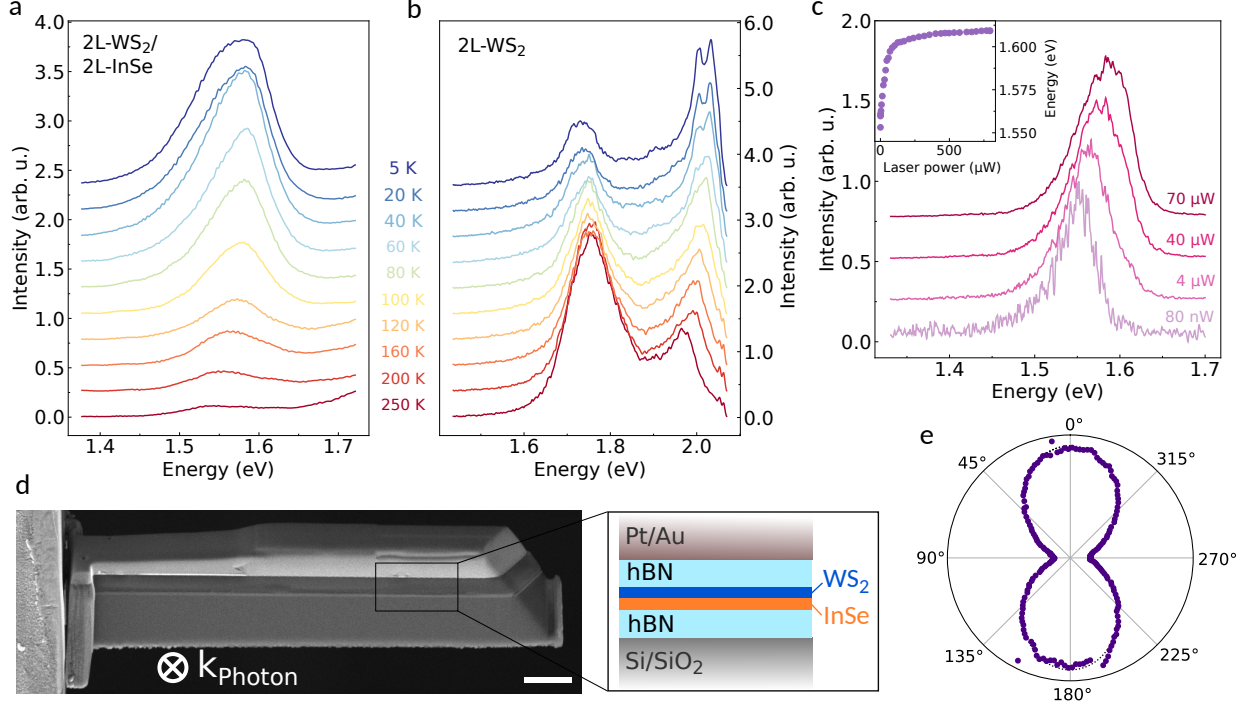 a
2L-WS₂/
2L-InSe
Intensity (arb. u.)
4.0
3.5
3.0
2.5
2.0
1.5
1.0
0.5
0.0
1.4 1.5 1.6 1.7
Energy (eV)
5 K
20 K
40 K
60 K
80 K
100 K
120 K
160 K
200 K
250 K
b
2L-WS₂
6.0
5.0
4.0
3.0
2.0
1.0
0.0
Intensity (arb. u.)
1.6 1.8 2.0
Energy (eV)
c
Intensity (arb. u.)
2.0
1.5
1.0
0.5
0.0
1.600
1.575
1.550
Energy (eV)
0 500
Laser power (μW)
70 μW
40 μW
4 μW
80 nW
1.4 1.5 1.6 1.7
Energy (eV)
d
kPhoton
Pt/Au
hBN
WS₂
InSe
hBN
Si/SiO₂
e
0°
45° 315°
90° 270°
135° 225°
180°